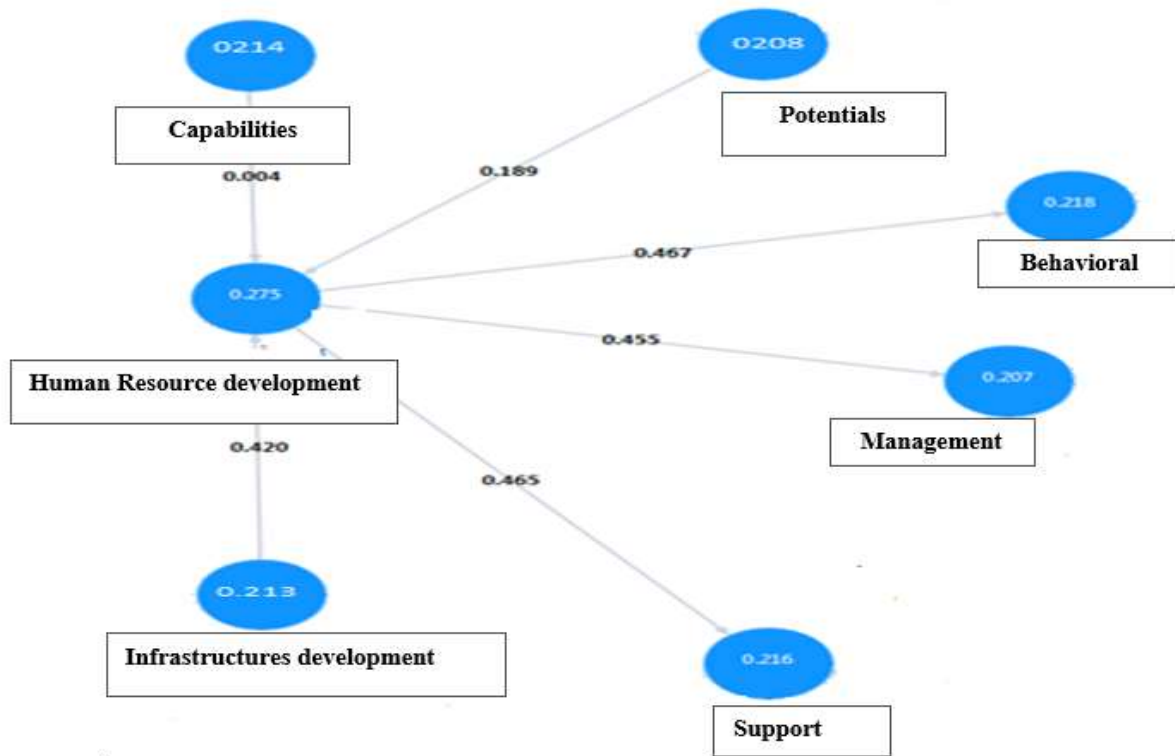 0214
0208
Capabilities
Potentials
0.004
0.189
0.218
0.467
Behavioral
0.275
0.455
0.207
Human Resource development
Management
0.420
0.465
0.213
Infrastructures development
0.216
Support